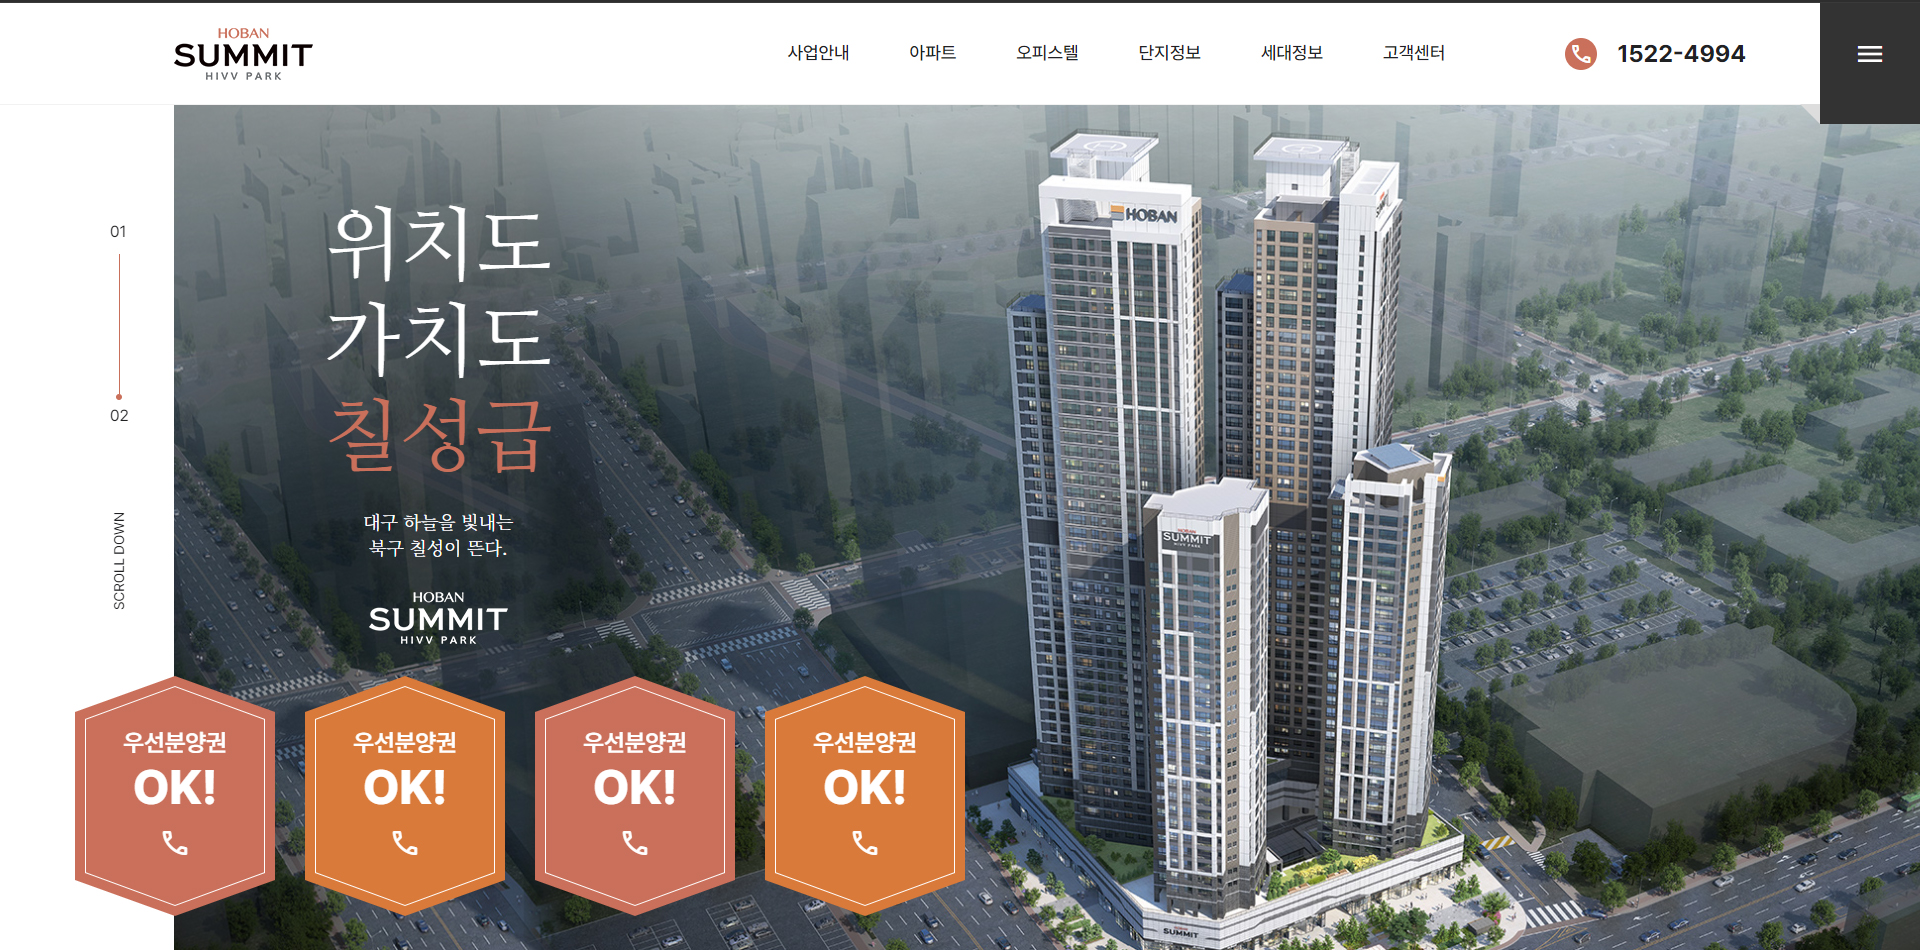 HOBAN
SUMMIT
HIVV PARK
사업안내 아파트 오피스텔 단지정보 세대정보 고객센터
1522-4994
01
02
SCROLL DOWN
위치도
가치도
칠성급
대구 하늘을 빛내는
북구 칠성이 뜬다.
HOBAN
SUMMIT
HIVV PARK
우선분양권
OK!
우선분양권
OK!
우선분양권
OK!
우선분양권
OK!
HOBAN
SUMMIT
HIVV PARK
SUMMIT